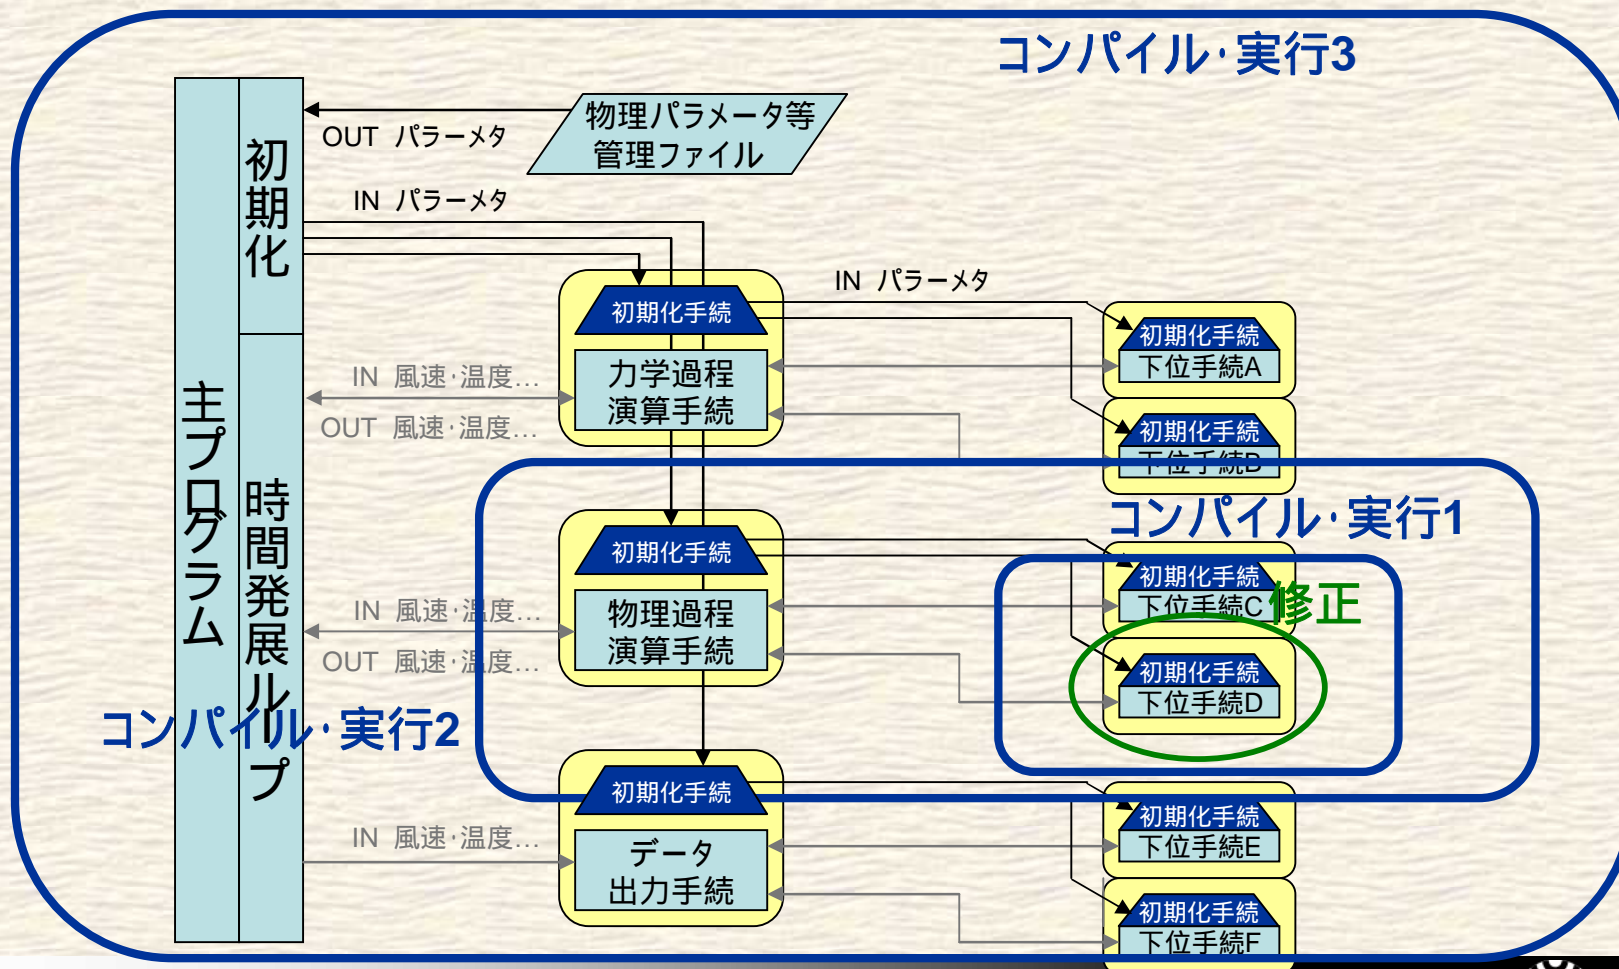 コンパイル・実行3
物理パラメータ等
管理ファイル
OUT パラーメタ
IN パラーメタ
初期化
主プログラム
時間発展ループ
IN パラーメタ
初期化手続
力学過程
演算手続
IN 風速・温度…
OUT 風速・温度…
初期化手続
下位手続A
初期化手続
下位手続B
コンパイル・実行1
初期化手続
物理過程
演算手続
IN 風速・温度…
OUT 風速・温度…
初期化手続
下位手続C
修正
初期化手続
下位手続D
コンパイル・実行2
初期化手続
データ
出力手続
IN 風速・温度…
初期化手続
下位手続E
初期化手続
下位手続F